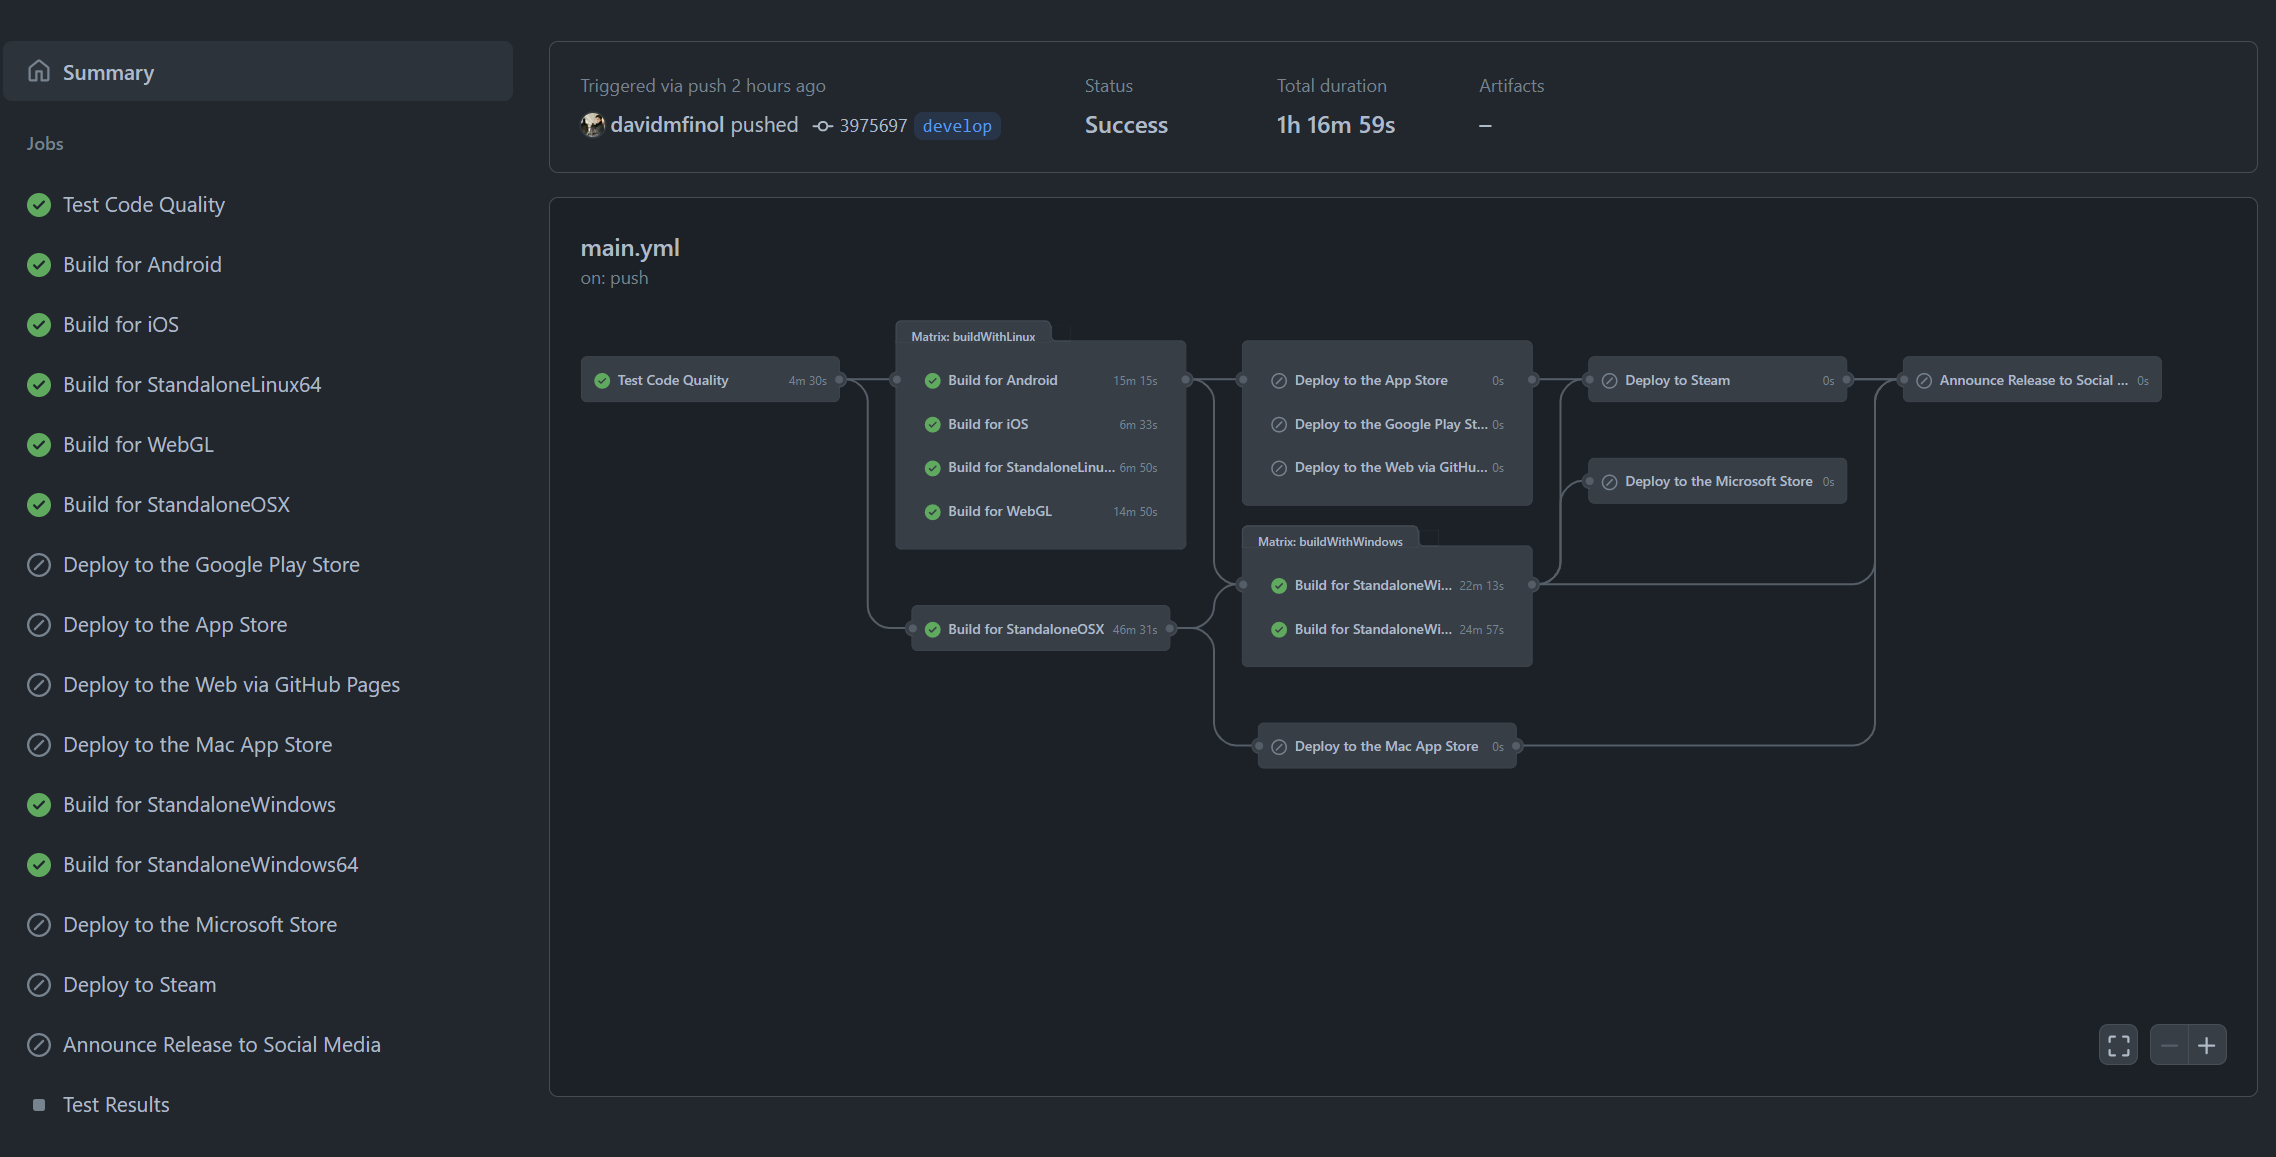 Summary
Jobs
Test Code Quality
Build for Android
Build for iOS
Build for StandaloneLinux64
Build for WebGL
Build for StandaloneOSX
Deploy to the Google Play Store
Deploy to the App Store
Deploy to the Web via GitHub Pages
Deploy to the Mac App Store
Build for StandaloneWindows
Build for StandaloneWindows64
Deploy to the Microsoft Store
Deploy to Steam
Announce Release to Social Media
Test Results
Triggered via push 2 hours ago
davidmfinol pushed 3975697 develop
Status
Success
Total duration
1h 16m 59s
Artifacts
–
main.yml
on: push
Test Code Quality 4m 30s
Matrix: buildWithLinux
Build for Android 15m 15s
Build for iOS 6m 33s
Build for StandaloneLinu... 6m 50s
Build for WebGL 14m 50s
Build for StandaloneOSX 46m 31s
Deploy to the App Store 0s
Deploy to the Google Play St... 0s
Deploy to the Web via GitHu... 0s
Matrix: buildWithWindows
Build for StandaloneWi... 22m 13s
Build for StandaloneWi... 24m 57s
Deploy to the Mac App Store 0s
Deploy to Steam 0s
Deploy to the Microsoft Store 0s
Announce Release to Social ... 0s